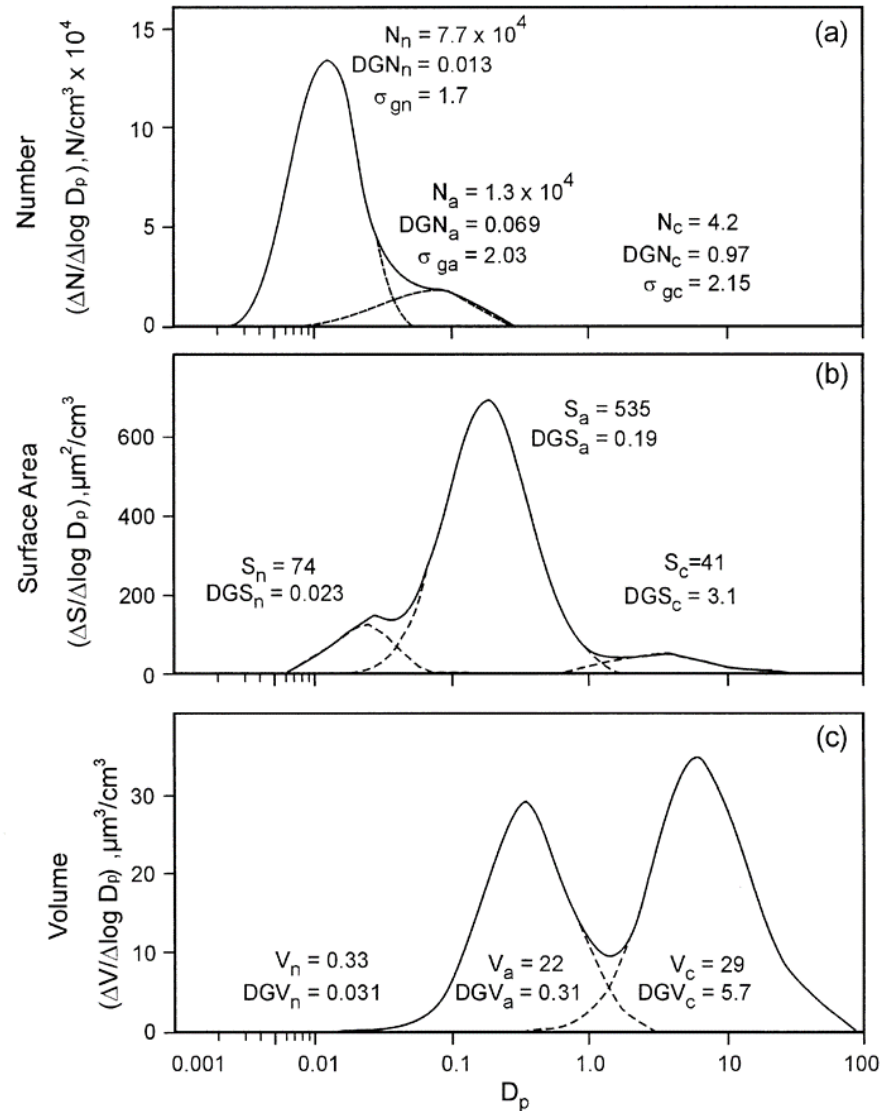 (a)
Number
(ΔN/Δlog Dp), N/cm³ x 10⁴
15
10
5
0
Nn = 7.7 x 10⁴
DGNn = 0.013
σgn = 1.7
Na = 1.3 x 10⁴
DGNa = 0.069
σga = 2.03
Nc = 4.2
DGNc = 0.97
σgc = 2.15
(b)
Surface Area
(ΔS/Δlog Dp), µm²/cm³
600
400
200
0
Sn = 74
DGSn = 0.023
Sa = 535
DGSa = 0.19
Sc=41
DGSc = 3.1
(c)
Volume
(ΔV/Δlog Dp) ,µm³/cm³
30
20
10
0
Vn = 0.33
DGVn = 0.031
Va = 22
DGVa = 0.31
Vc = 29
DGVc = 5.7
0.001 0.01 0.1 1.0 10 100
Dp